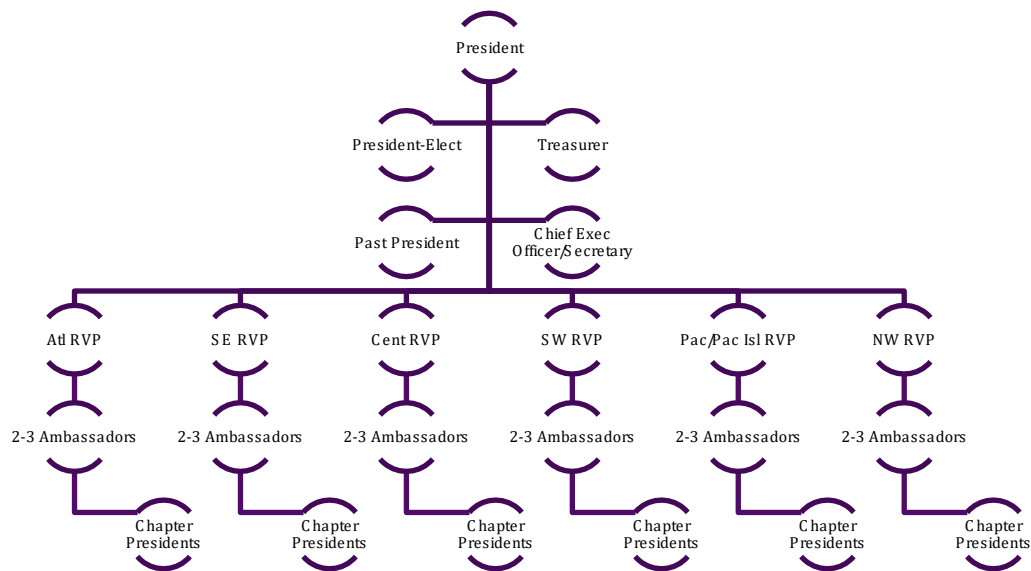 President
President-Elect
Treasurer
Past President
Chief Exec
Officer/Secretary
Atl RVP
SE RVP
Cent RVP
SW RVP
Pac/Pac Isl RVP
NW RVP
2-3 Ambassadors
2-3 Ambassadors
2-3 Ambassadors
2-3 Ambassadors
2-3 Ambassadors
2-3 Ambassadors
Chapter
Presidents
Chapter
Presidents
Chapter
Presidents
Chapter
Presidents
Chapter
Presidents
Chapter
Presidents